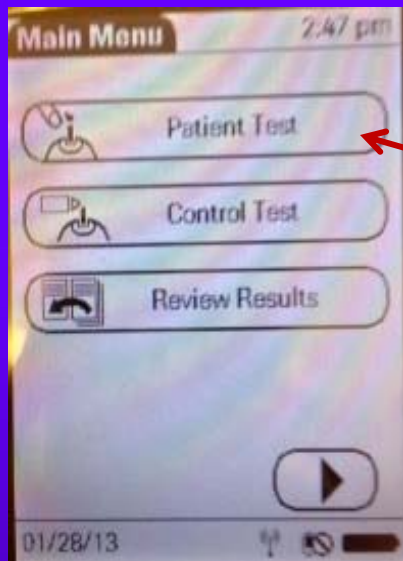 Main Menu 2:47 pm
Patient Test
Control Test
Review Results
01/28/13